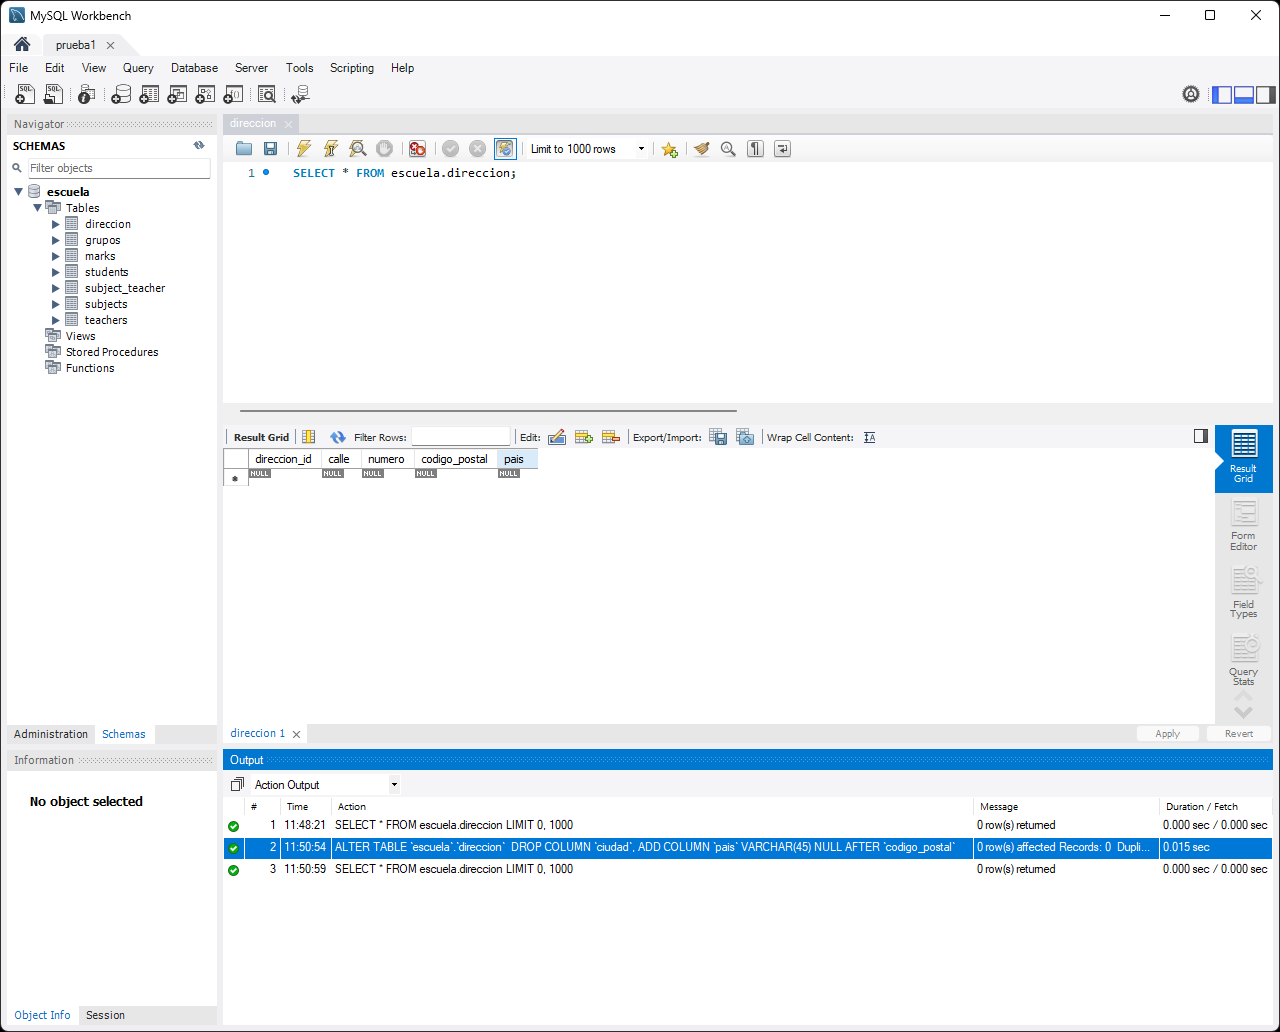 MySQL Workbench
prueba1
File Edit View Query Database Server Tools Scripting Help
Navigator
SCHEMAS
Filter objects
escuela
Tables
direccion
grupos
marks
students
subject_teacher
subjects
teachers
Views
Stored Procedures
Functions
Administration Schemas
Information
No object selected
Object Info Session
direccion
Limit to 1000 rows
1 SELECT * FROM escuela.direccion;
Result Grid Filter Rows: Edit: Export/Import: Wrap Cell Content:
direccion_id calle numero codigo_postal pais
NULL NULL NULL NULL NULL
Result
Grid
Form
Editor
Field
Types
Query
Stats
direccion 1 Apply Revert
Output
Action Output
# Time Action Message Duration / Fetch
1 11:48:21 SELECT * FROM escuela.direccion LIMIT 0, 1000 0 row(s) returned 0.000 sec / 0.000 sec
2 11:50:54 ALTER TABLE `escuela`.`direccion` DROP COLUMN `ciudad`, ADD COLUMN `pais` VARCHAR(45) NULL AFTER `codigo_postal` 0 row(s) affected Records: 0 Dupli... 0.015 sec
3 11:50:59 SELECT * FROM escuela.direccion LIMIT 0, 1000 0 row(s) returned 0.000 sec / 0.000 sec